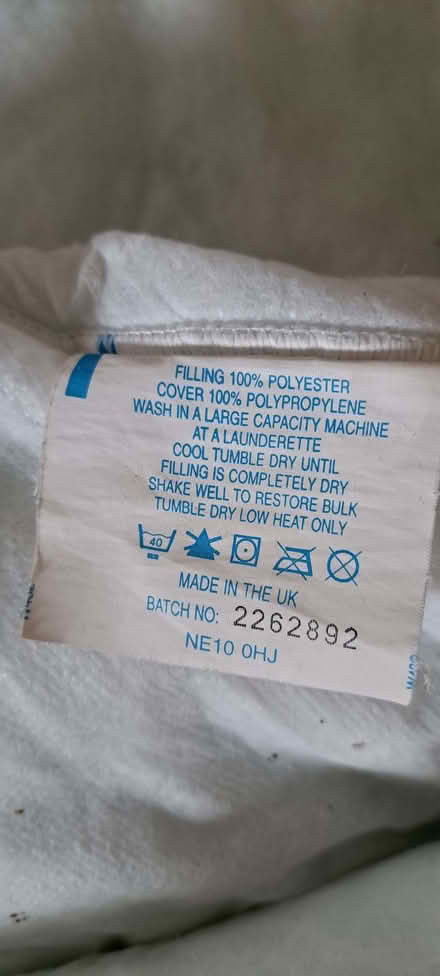 FILLING 100% POLYESTER
COVER 100% POLYPROPYLENE
WASH IN A LARGE CAPACITY MACHINE
AT A LAUNDERETTE
COOL TUMBLE DRY UNTIL
FILLING IS COMPLETELY DRY
SHAKE WELL TO RESTORE BULK
TUMBLE DRY LOW HEAT ONLY
40
MADE IN THE UK
BATCH NO: 2262892
NE10 0HJ